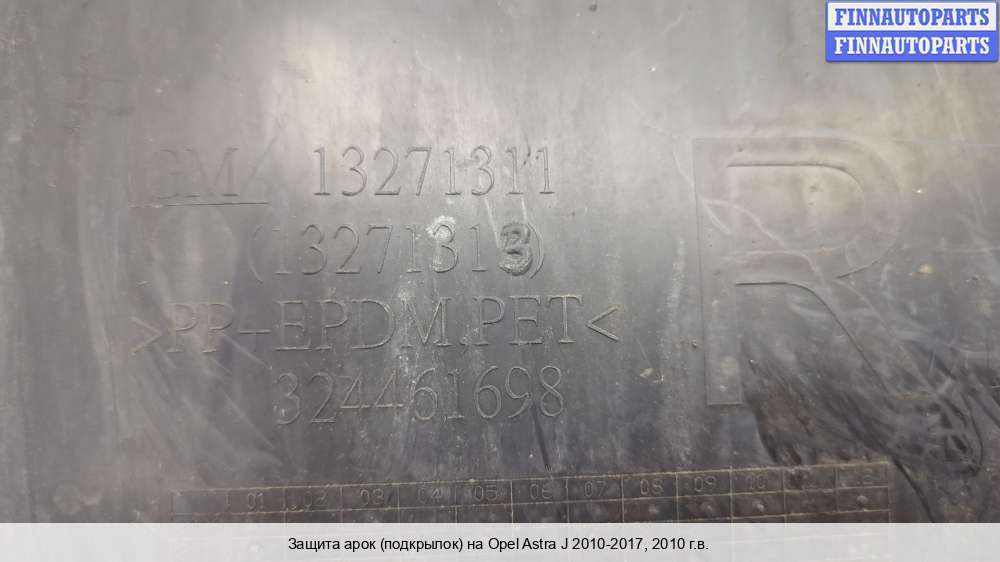 FINNAUTOPARTS
FINNAUTOPARTS
GM 13271311
(13271313)
>PP-EPDM,PET<
324461698
R
01 02 03 04 05 06 07 08 09 10
Защита арок (подкрылок) на Opel Astra J 2010-2017, 2010 г.в.